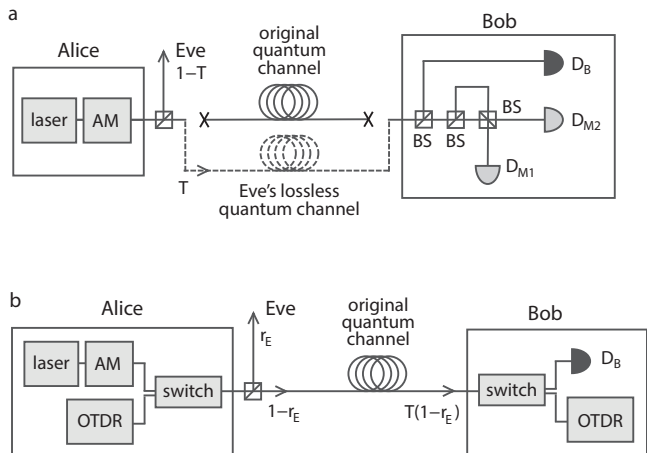 a
Alice
laser
AM
Eve
1−T
original
quantum
channel
T
Eve's lossless
quantum channel
Bob
D_B
BS
D_M2
BS
BS
D_M1
b
Alice
laser
AM
switch
OTDR
Eve
r_E
1−r_E
original
quantum
channel
T(1−r_E)
Bob
switch
D_B
OTDR